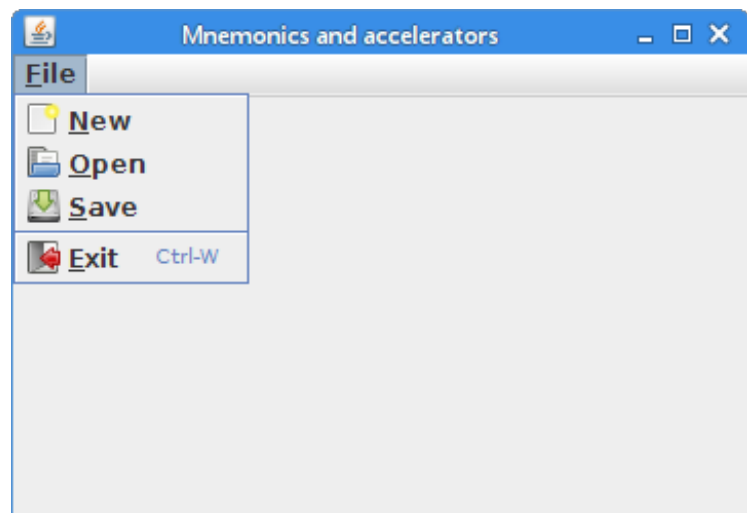 Mnemonics and accelerators
File
New
Open
Save
Exit Ctrl-W